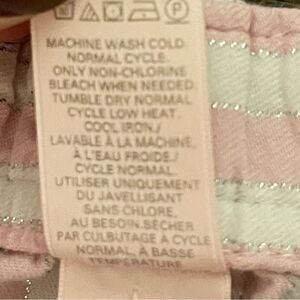 MACHINE WASH COLD
NORMAL CYCLE.
ONLY NON-CHLORINE
BLEACH WHEN NEEDED.
TUMBLE DRY NORMAL
CYCLE LOW HEAT.
COOL IRON./
LAVABLE À LA MACHINE,
À L'EAU FROIDE./
CYCLE NORMAL.
UTILISER UNIQUEMENT
DU JAVELLISANT
SANS CHLORE,
AU BESOIN.SÉCHER
PAR CULBUTAGE À CYCLE
NORMAL, À BASSE
TEMPÉRATURE